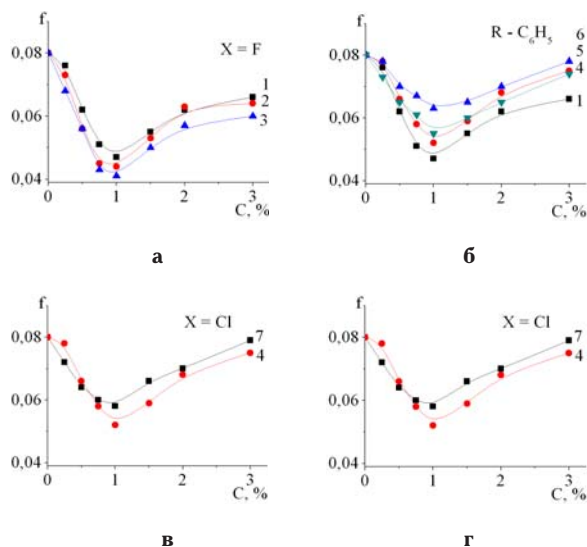 f
X = F
0,08
0,06
0,04
1
2
3
0 1 2 3
C, %
а
f
R - C₆H₅
0,08
0,06
0,04
6
5
4
1
0 1 2 3
C, %
б
f
X = Cl
0,08
0,06
0,04
7
4
0 1 2 3
C, %
в
f
X = Cl
0,08
0,06
0,04
7
4
0 1 2 3
C, %
г